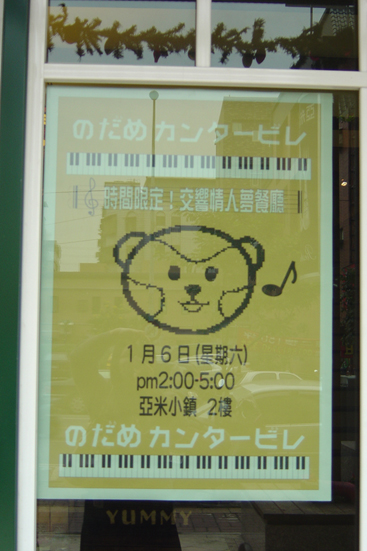 のだめカンタービレ
時間限定！交響情人夢餐廳
1月6日(星期六)
pm2:00-5:00
亞米小鎮 2樓
のだめカンタービレ
YUMMY